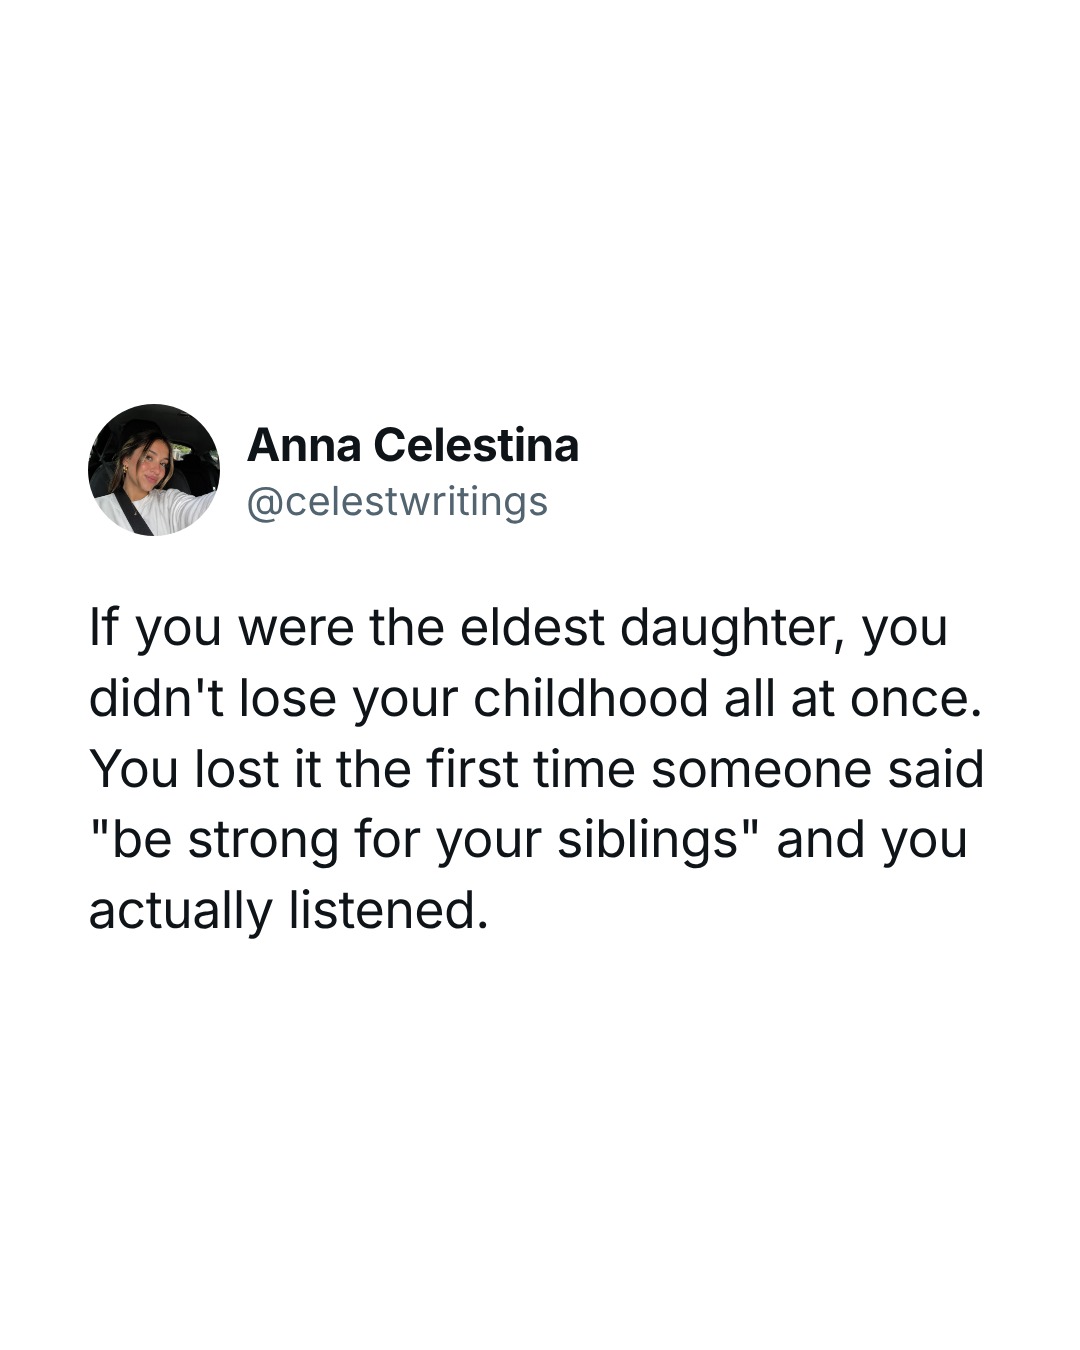 Anna Celestina
@celestwritings
If you were the eldest daughter, you
didn't lose your childhood all at once.
You lost it the first time someone said
"be strong for your siblings" and you
actually listened.